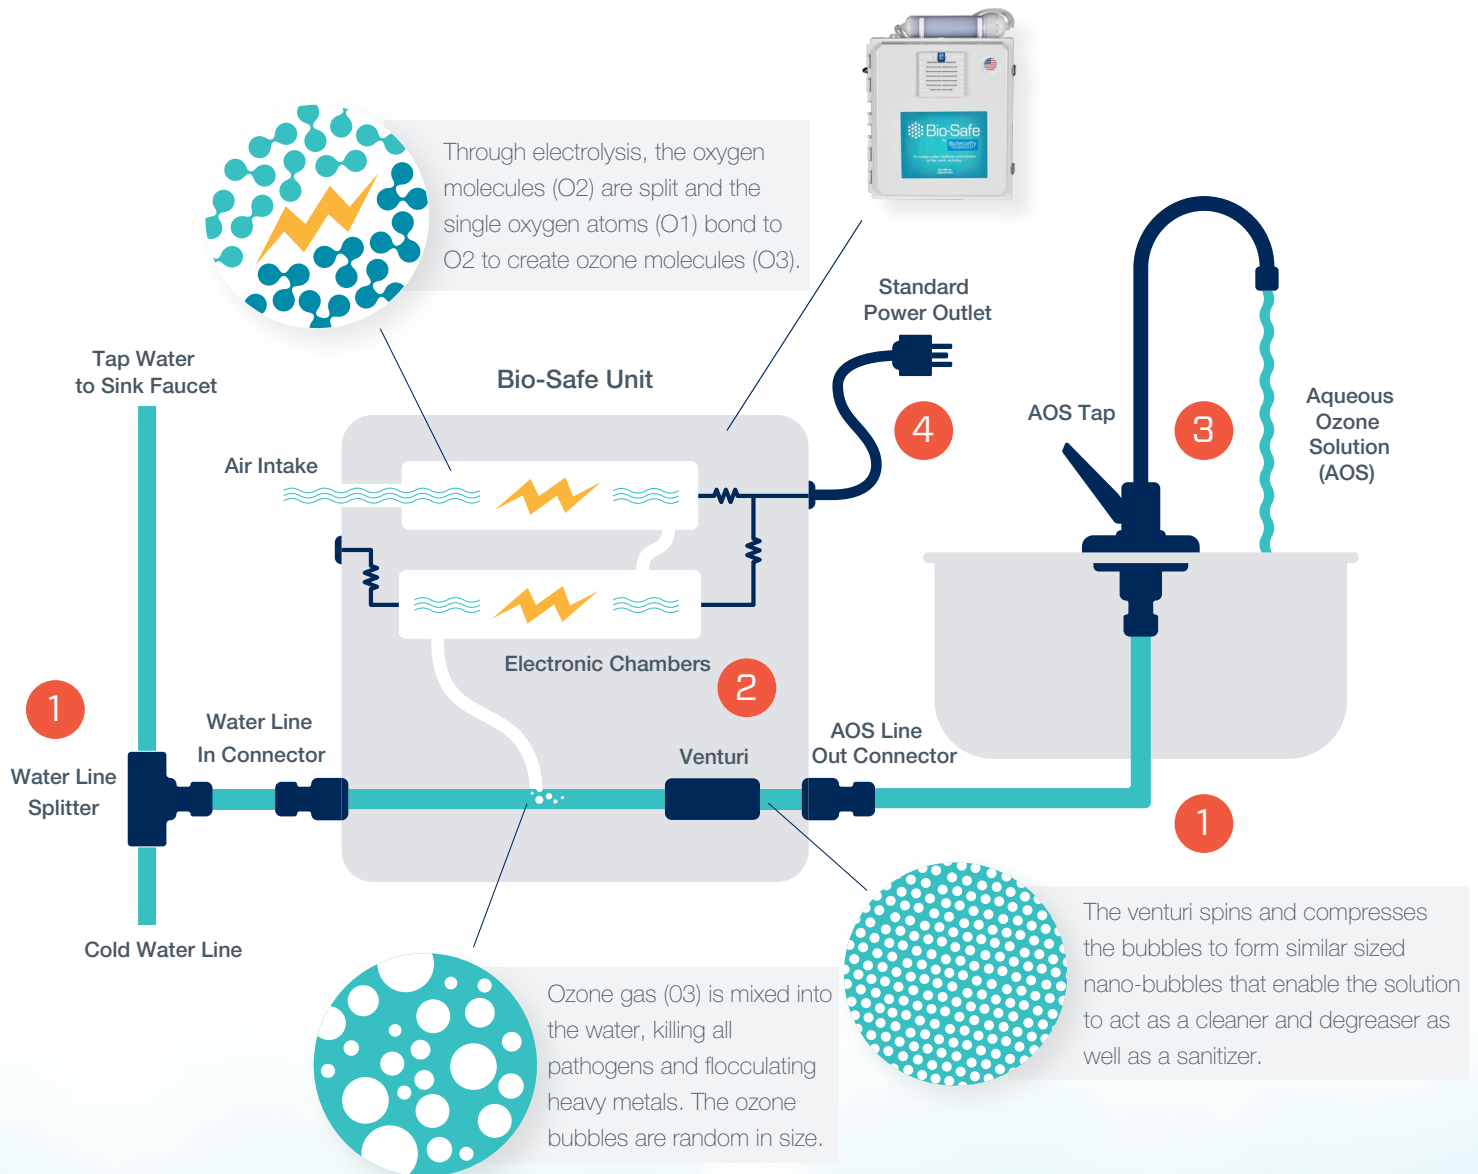 Bio-Safe
BioSecurity
Through electrolysis, the oxygen
molecules (O2) are split and the
single oxygen atoms (O1) bond to
O2 to create ozone molecules (O3).
Standard
Power Outlet
Tap Water
to Sink Faucet
Bio-Safe Unit
Air Intake
4
AOS Tap
3
Aqueous
Ozone
Solution
(AOS)
Electronic Chambers
2
1
Water Line
Splitter
Water Line
In Connector
Venturi
AOS Line
Out Connector
1
Cold Water Line
Ozone gas (03) is mixed into
the water, killing all
pathogens and flocculating
heavy metals. The ozone
bubbles are random in size.
The venturi spins and compresses
the bubbles to form similar sized
nano-bubbles that enable the solution
to act as a cleaner and degreaser as
well as a sanitizer.